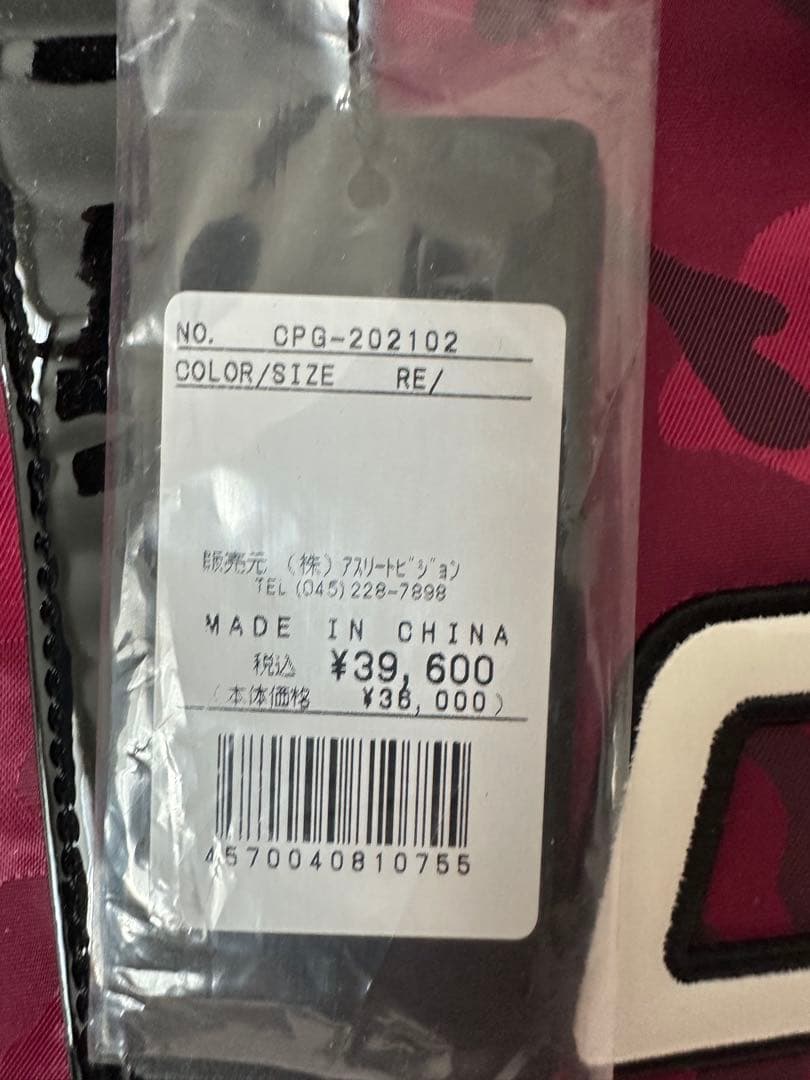 NO. CPG-202102
COLOR/SIZE RE/
販売元 (株)ｱｽﾘｰﾄﾋﾞｼﾞｮﾝ
TEL (045)228-7898
MADE IN CHINA
税込 ¥39,600
(本体価格 ¥36,000)
4570040810755